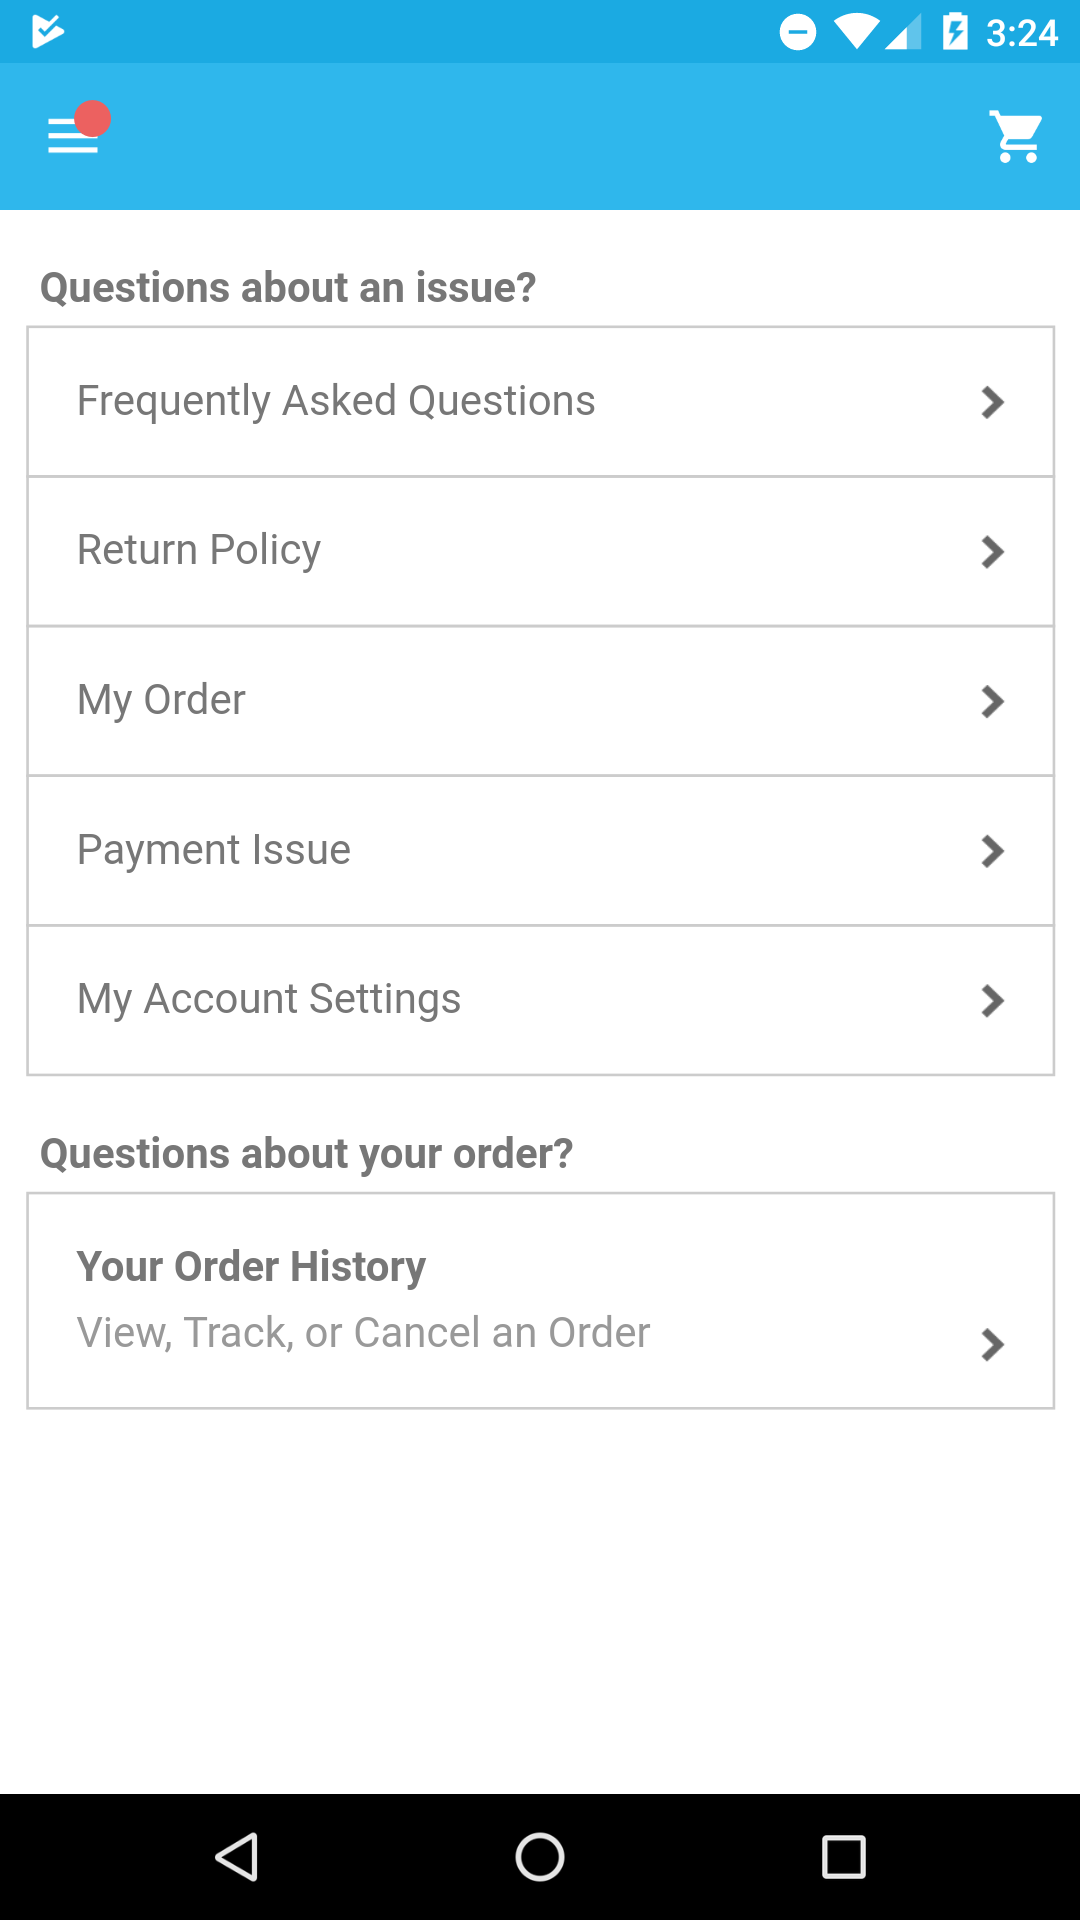 3:24
Questions about an issue?
Frequently Asked Questions
Return Policy
My Order
Payment Issue
My Account Settings
Questions about your order?
Your Order History
View, Track, or Cancel an Order